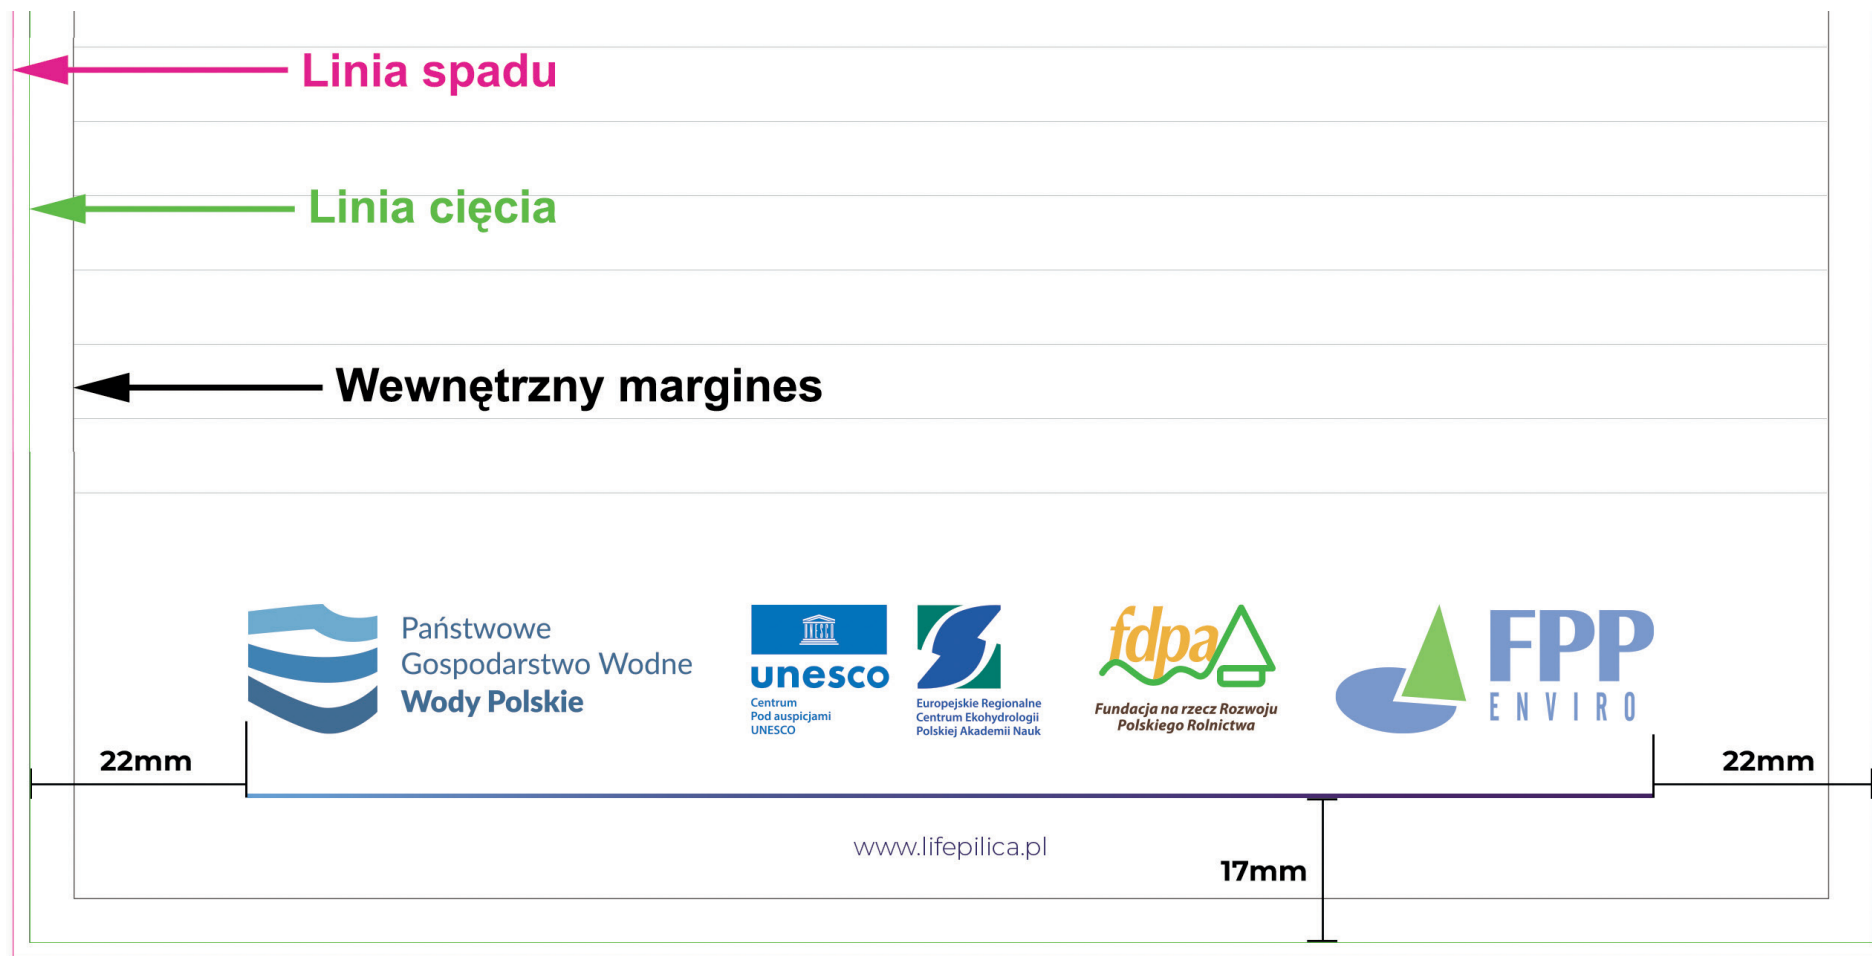 Linia spadu
Linia cięcia
Wewnętrzny margines
Państwowe
Gospodarstwo Wodne
Wody Polskie
UNESCO
unesco
Centrum
Pod auspicjami
UNESCO
Europejskie Regionalne
Centrum Ekohydrologii
Polskiej Akademii Nauk
fdpa
Fundacja na rzecz Rozwoju
Polskiego Rolnictwa
FPP
ENVIRO
22mm
22mm
www.lifepilica.pl
17mm